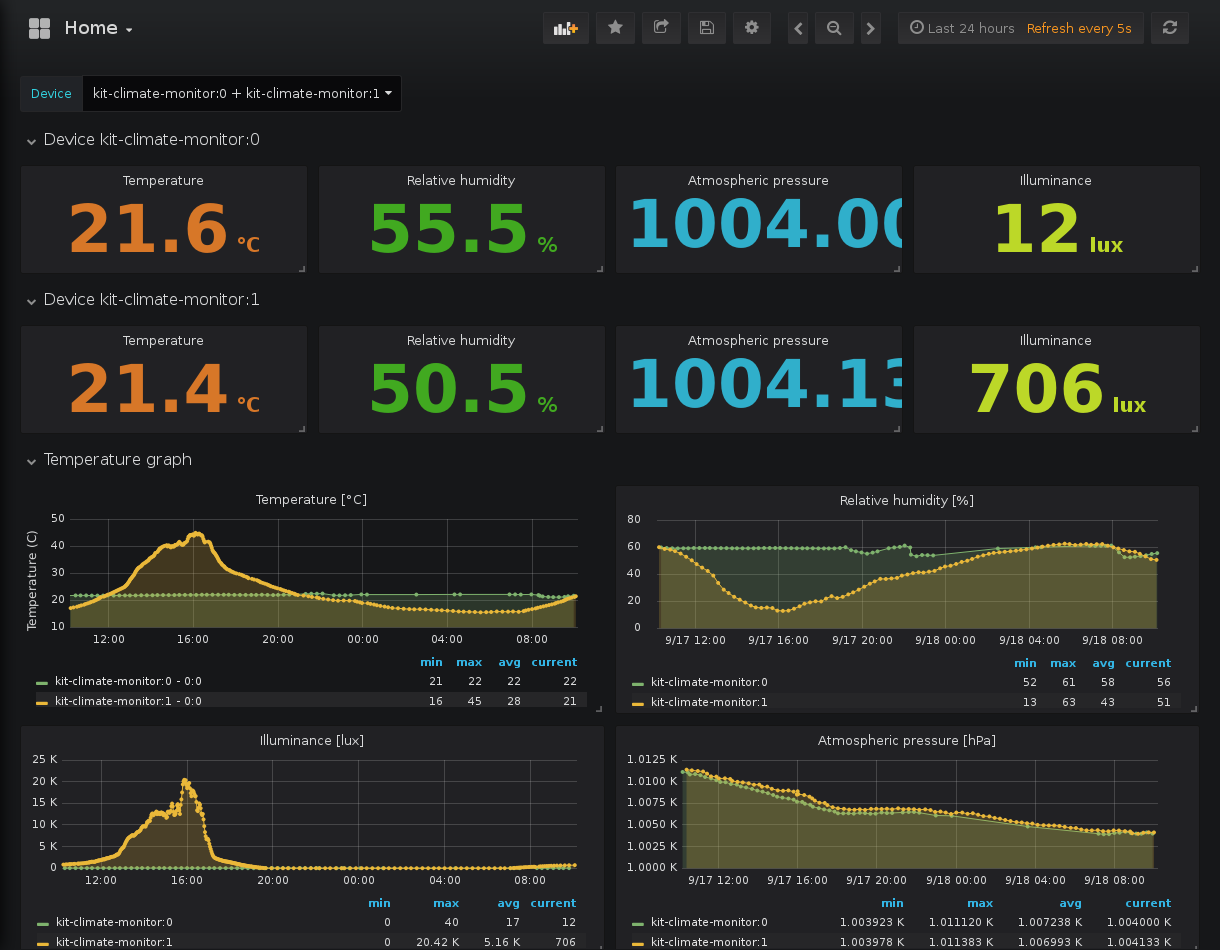 Home
Last 24 hours Refresh every 5s
Device kit-climate-monitor:0 + kit-climate-monitor:1
Device kit-climate-monitor:0
Temperature Relative humidity Atmospheric pressure Illuminance
21.6 °C 55.5 % 1004.00 12 lux
Device kit-climate-monitor:1
Temperature Relative humidity Atmospheric pressure Illuminance
21.4 °C 50.5 % 1004.13 706 lux
Temperature graph
Temperature [°C]
Temperature (C)
50
40
30
20
10
12:00 16:00 20:00 00:00 04:00 08:00
min max avg current
kit-climate-monitor:0 - 0:0 21 22 22 22
kit-climate-monitor:1 - 0:0 16 45 28 21
Relative humidity [%]
80
60
40
20
0
9/17 12:00 9/17 16:00 9/17 20:00 9/18 00:00 9/18 04:00 9/18 08:00
min max avg current
kit-climate-monitor:0 52 61 58 56
kit-climate-monitor:1 13 63 43 51
Illuminance [lux]
25 K
20 K
15 K
10 K
5 K
0
12:00 16:00 20:00 00:00 04:00 08:00
min max avg current
kit-climate-monitor:0 0 40 17 12
kit-climate-monitor:1 0 20.42 K 5.16 K 706
Atmospheric pressure [hPa]
1.0125 K
1.0100 K
1.0075 K
1.0050 K
1.0025 K
1.0000 K
9/17 12:00 9/17 16:00 9/17 20:00 9/18 00:00 9/18 04:00 9/18 08:00
min max avg current
kit-climate-monitor:0 1.003923 K 1.011120 K 1.007238 K 1.004000 K
kit-climate-monitor:1 1.003978 K 1.011383 K 1.006993 K 1.004133 K